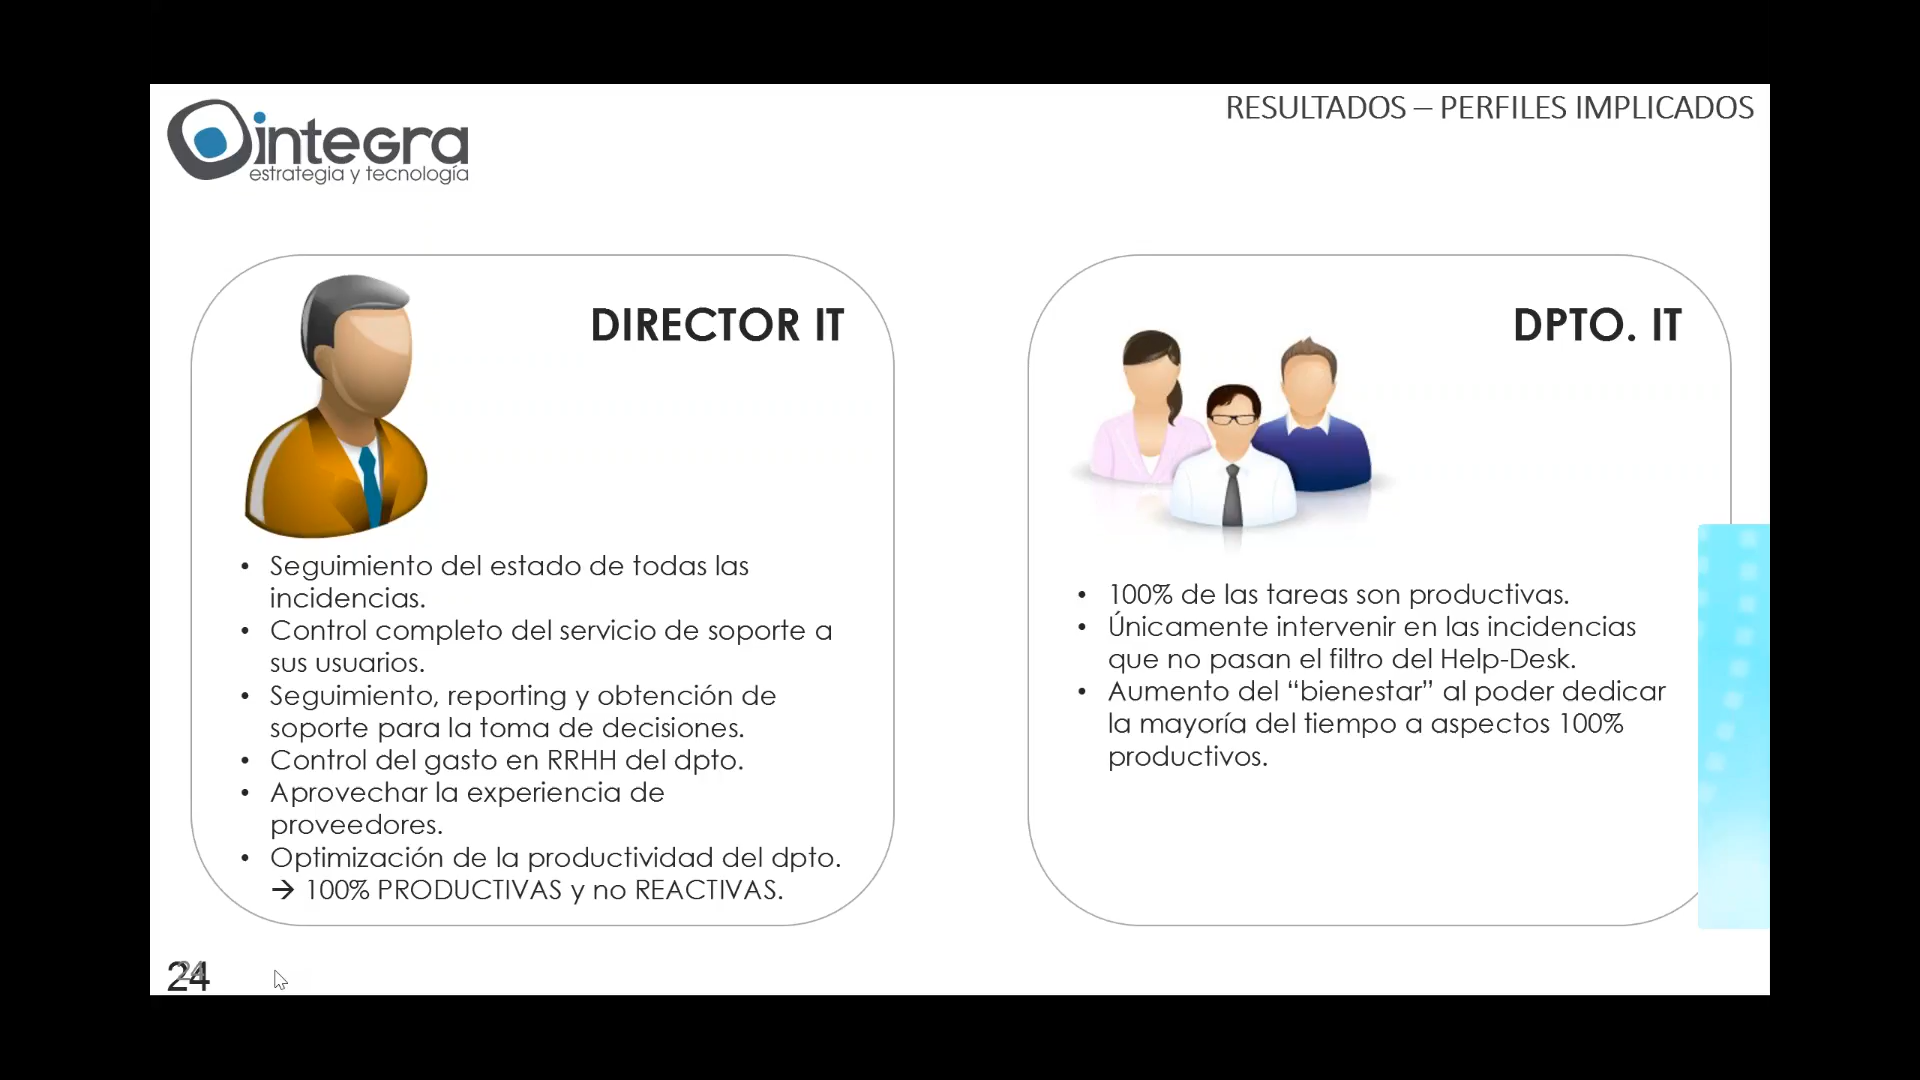 integra
estrategia y tecnología
RESULTADOS – PERFILES IMPLICADOS
DIRECTOR IT
• Seguimiento del estado de todas las
incidencias.
• Control completo del servicio de soporte a
sus usuarios.
• Seguimiento, reporting y obtención de
soporte para la toma de decisiones.
• Control del gasto en RRHH del dpto.
• Aprovechar la experiencia de
proveedores.
• Optimización de la productividad del dpto.
→ 100% PRODUCTIVAS y no REACTIVAS.
DPTO. IT
• 100% de las tareas son productivas.
• Únicamente intervenir en las incidencias
que no pasan el filtro del Help-Desk.
• Aumento del “bienestar” al poder dedicar
la mayoría del tiempo a aspectos 100%
productivos.
24
24